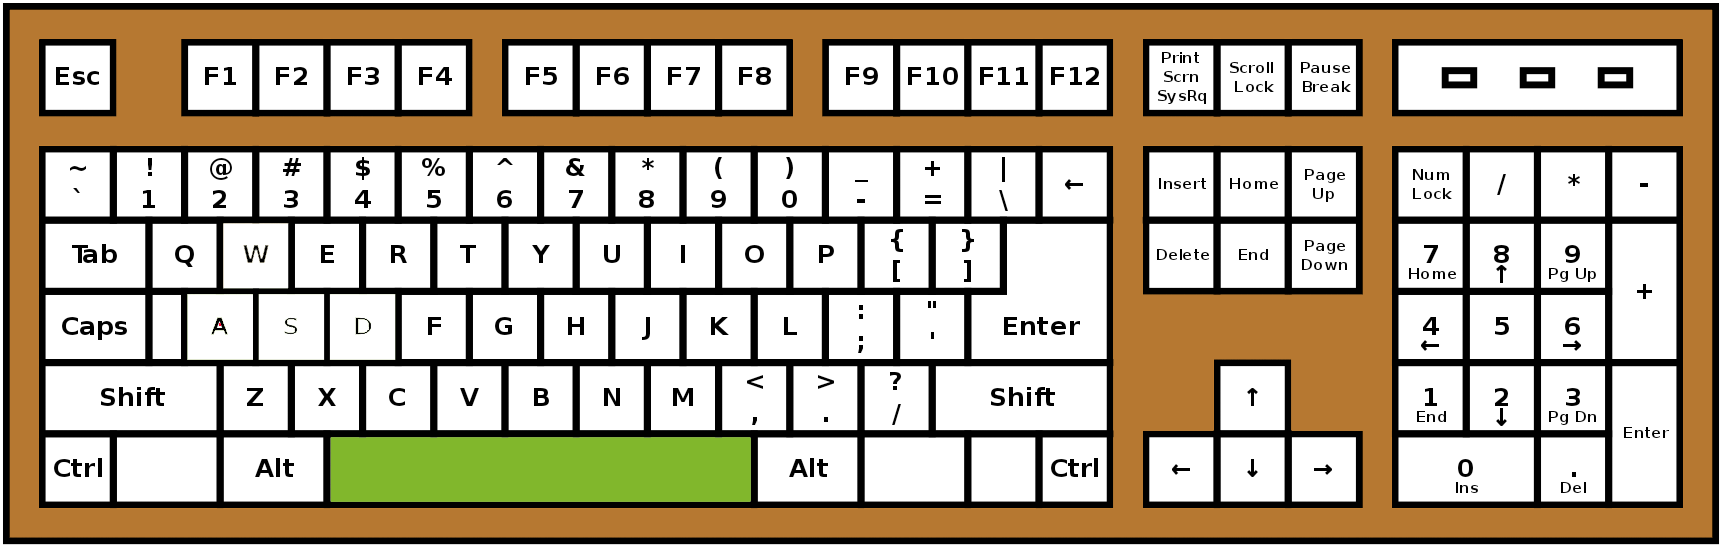 Esc F1 F2 F3 F4 F5 F6 F7 F8 F9 F10 F11 F12
Print
Scrn
SysRq
Scroll
Lock
Pause
Break
~ ! @ # $ % ^ & * ( ) _ + |
` 1 2 3 4 5 6 7 8 9 0 - = \ ←
Insert Home
Page
Up
Num
Lock
/ * -
Tab Q W E R T Y U I O P
{ }
[ ]
Delete End
Page
Down
7 8 9
Home ↑ Pg Up
+
Caps A S D F G H J K L
: "
; '
Enter
4 5 6
← →
Shift Z X C V B N M
< > ?
, . /
Shift
↑
1 2 3
End ↓ Pg Dn
Enter
Ctrl Alt Alt Ctrl
← ↓ →
0 .
Ins Del